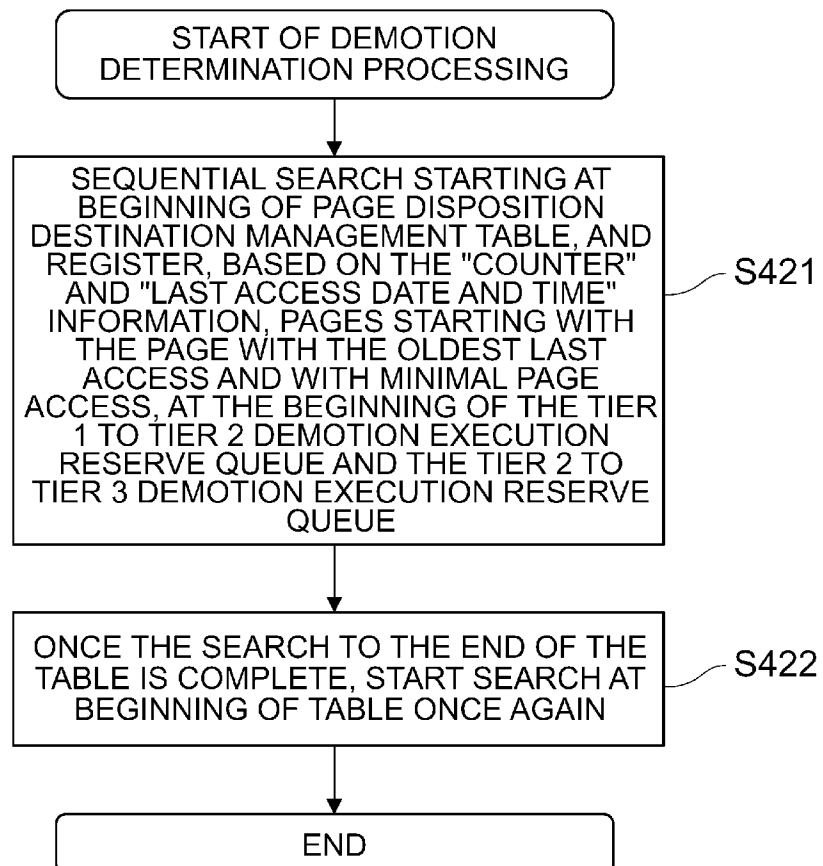 START OF DEMOTION
DETERMINATION PROCESSING
SEQUENTIAL SEARCH STARTING AT
BEGINNING OF PAGE DISPOSITION
DESTINATION MANAGEMENT TABLE, AND
REGISTER, BASED ON THE "COUNTER"
AND "LAST ACCESS DATE AND TIME"
INFORMATION, PAGES STARTING WITH
THE PAGE WITH THE OLDEST LAST
ACCESS AND WITH MINIMAL PAGE
ACCESS, AT THE BEGINNING OF THE TIER
1 TO TIER 2 DEMOTION EXECUTION
RESERVE QUEUE AND THE TIER 2 TO
TIER 3 DEMOTION EXECUTION RESERVE
QUEUE
S421
ONCE THE SEARCH TO THE END OF THE
TABLE IS COMPLETE, START SEARCH AT
BEGINNING OF TABLE ONCE AGAIN
S422
END